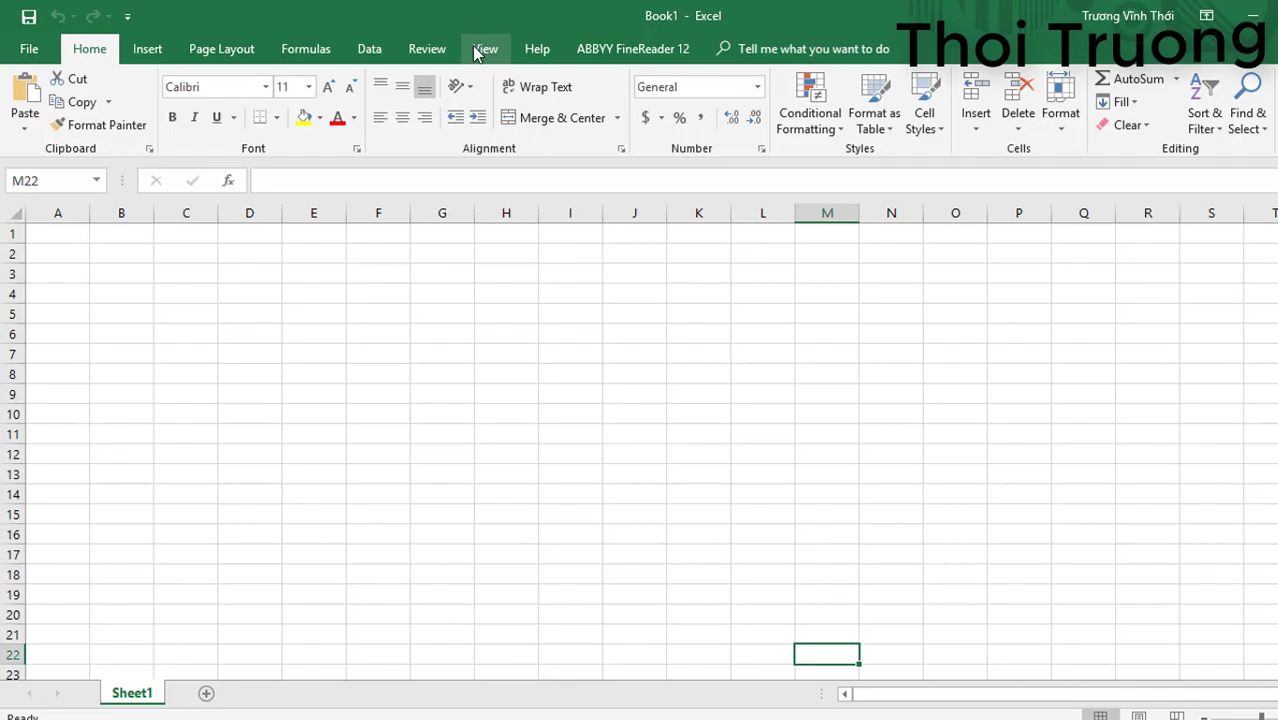 Book1 - Excel
Trương Vĩnh Thới
Thoi Truong
File Home Insert Page Layout Formulas Data Review View Help ABBYY FineReader 12 Tell me what you want to do
Paste
Cut
Copy
Format Painter
Clipboard
Calibri 11
B I U A
Font
Wrap Text
Merge & Center
Alignment
General
$ % ,
Number
Conditional Formatting
Format as Table
Cell Styles
Styles
Insert
Delete
Format
Cells
AutoSum
Fill
Clear
Sort & Filter
Find & Select
Editing
M22
fx
A B C D E F G H I J K L M N O P Q R S T
1
2
3
4
5
6
7
8
9
10
11
12
13
14
15
16
17
18
19
20
21
22
23
Sheet1
Ready